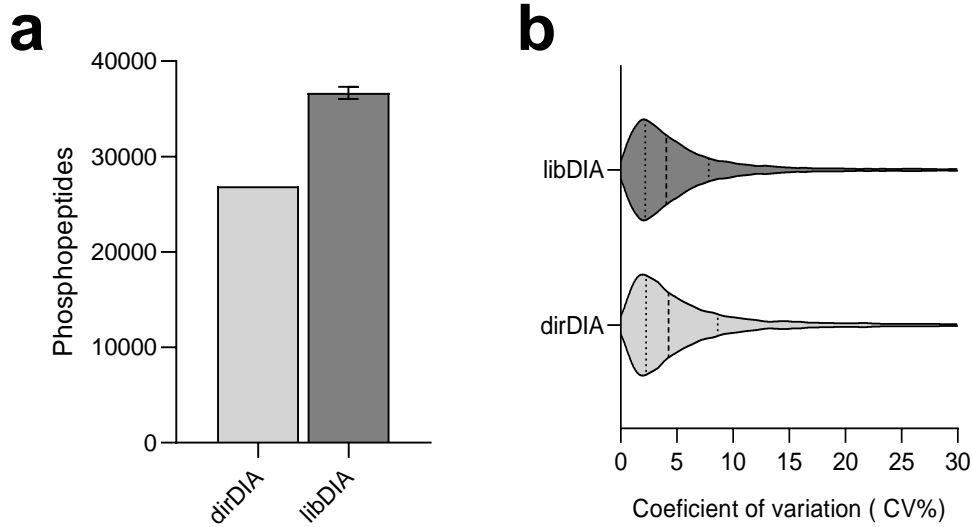 a
Phosphopeptides
40000
30000
20000
10000
0
dirDIA
libDIA
b
libDIA
dirDIA
0 5 10 15 20 25 30
Coeficient of variation ( CV%)